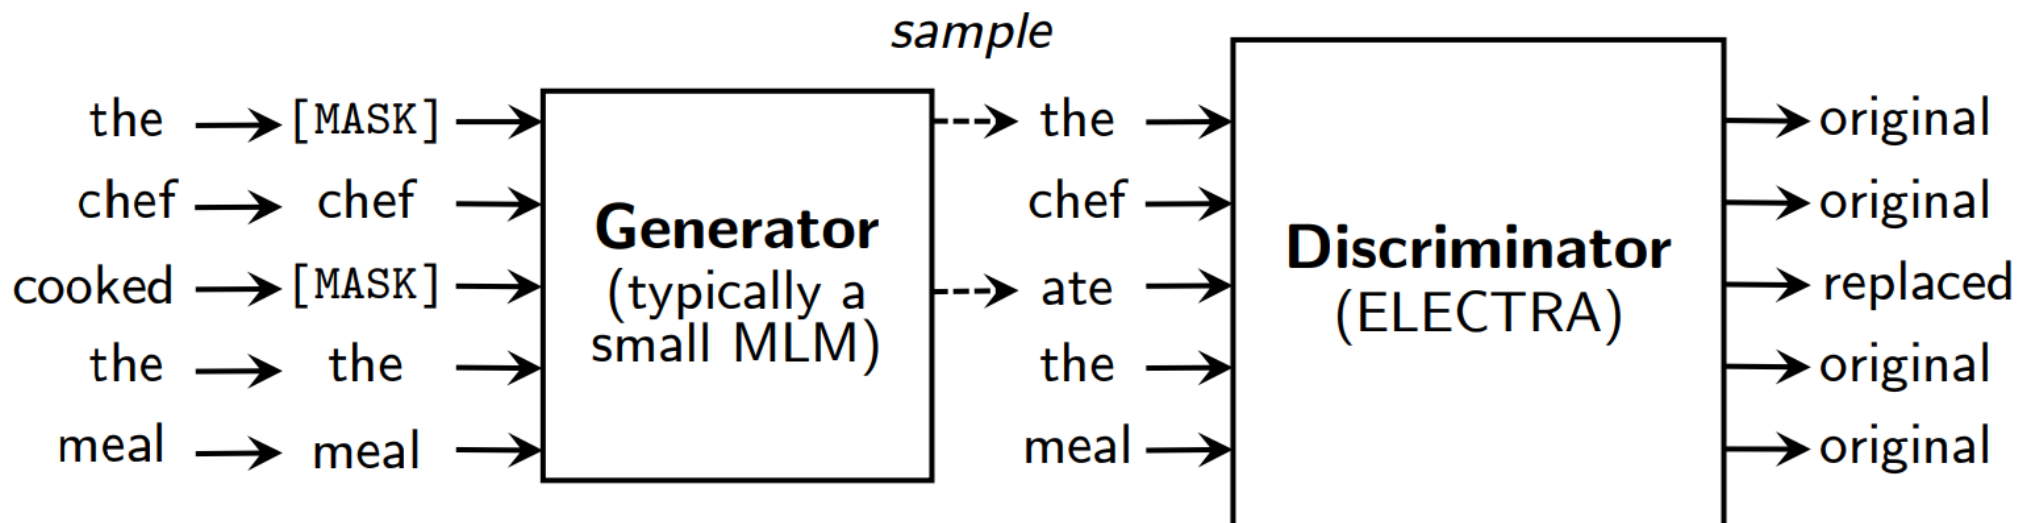 sample
the [MASK] the original
chef chef chef original
Generator
cooked [MASK] ate replaced
(typically a
small MLM)
Discriminator
(ELECTRA)
the the the original
meal meal meal original